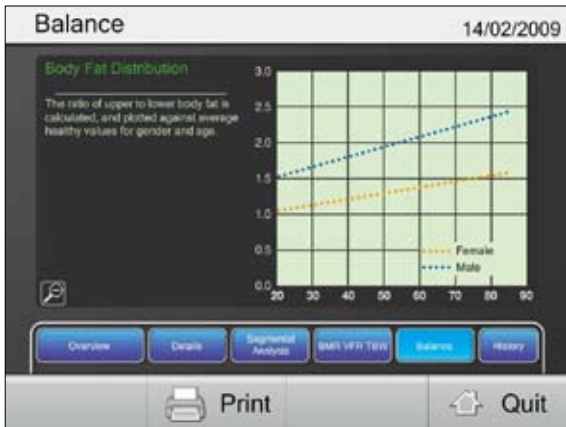 Balance
14/02/2009
Body Fat Distribution
The ratio of upper to lower body fat is
calculated, and plotted against average
healthy values for gender and age.
3.0
2.5
2.0
1.5
1.0
0.5
0.0
20 30 40 50 60 70 80 90
Female
Male
Overview
Details
Segmental
Analysis
BMR VFR TBW
Balance
History
Print
Quit